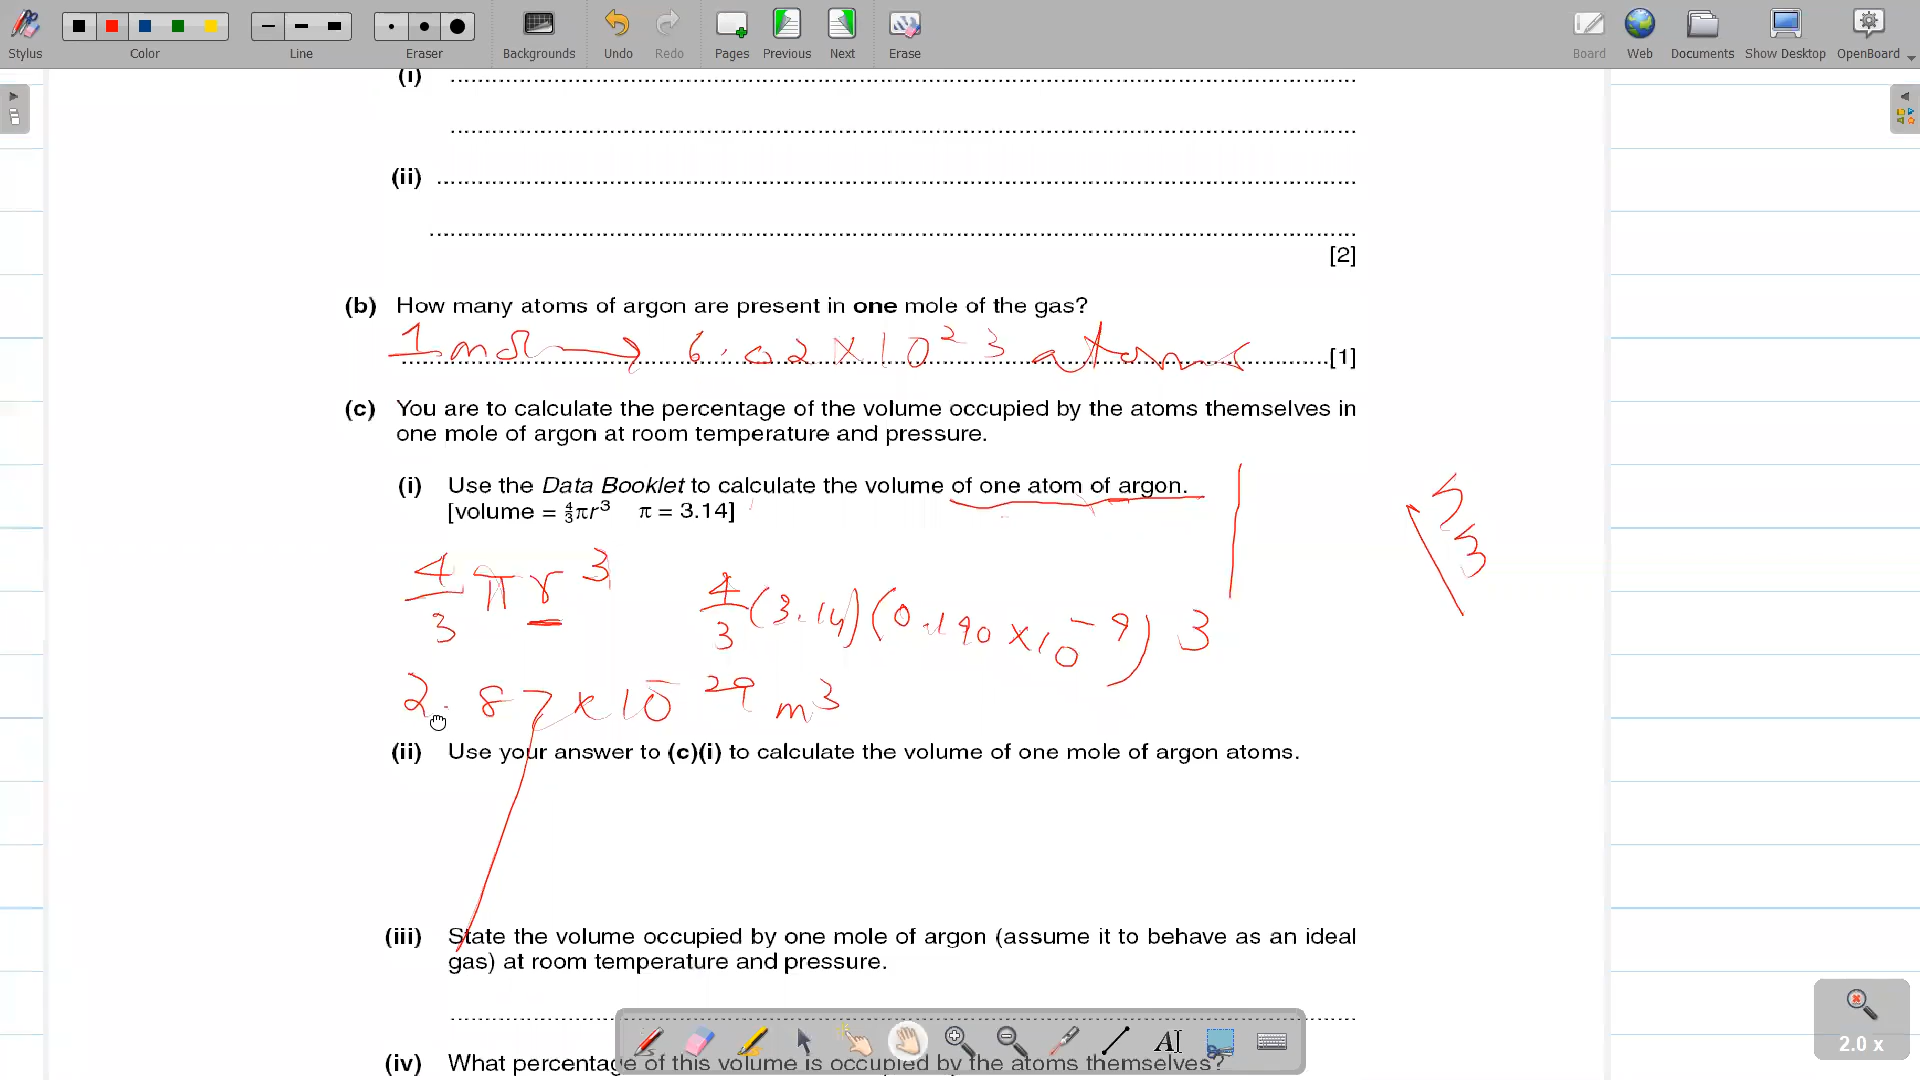 Stylus Color Line Eraser Backgrounds Undo Redo Pages Previous Next Erase Board Web Documents Show Desktop OpenBoard
(i) ........
........
(ii) ........
........
[2]
(b) How many atoms of argon are present in one mole of the gas?
1 mol → 6.02 × 10²³ atoms [1]
(c) You are to calculate the percentage of the volume occupied by the atoms themselves in
one mole of argon at room temperature and pressure.
(i) Use the Data Booklet to calculate the volume of one atom of argon.
[volume = 4/3πr³ π = 3.14]
4/3 π r³ 4/3 (3.14)(0.190 × 10⁻⁹)3
2.87 × 10⁻²⁹ m³
(ii) Use your answer to (c)(i) to calculate the volume of one mole of argon atoms.
(iii) State the volume occupied by one mole of argon (assume it to behave as an ideal
gas) at room temperature and pressure.
........
(iv) What percentage of this volume is occupied by the atoms themselves?
2.0 x